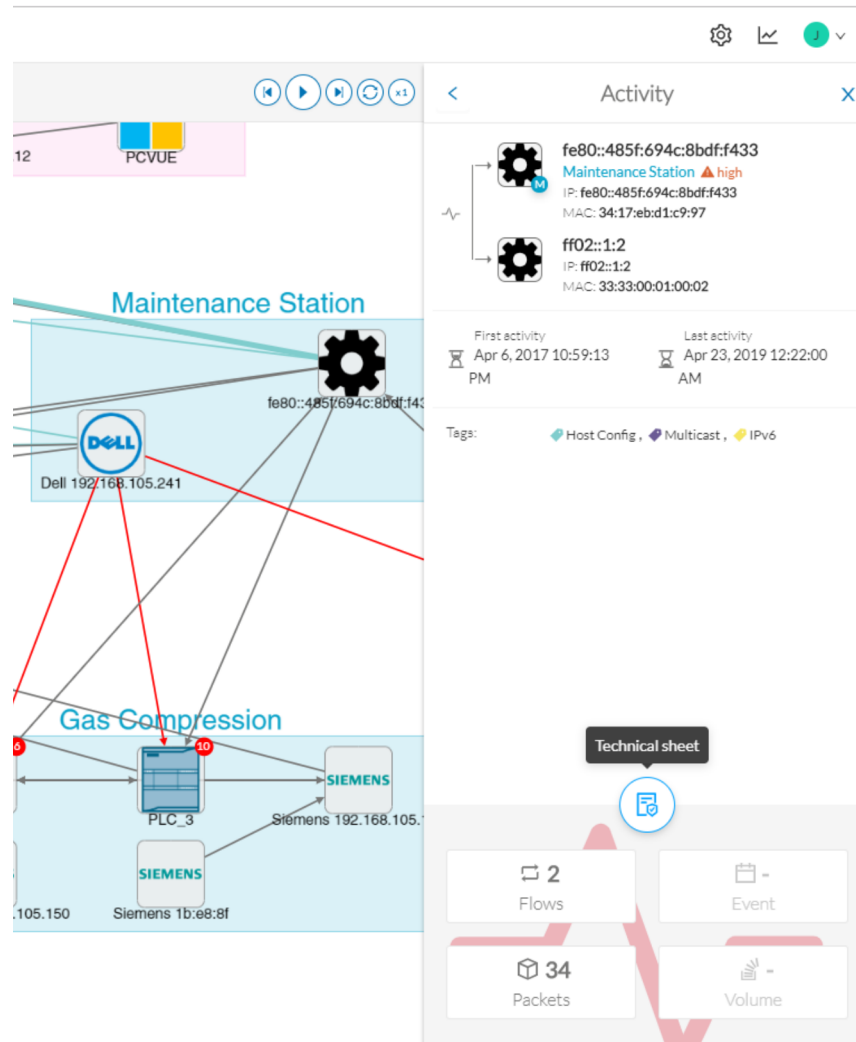 J
x1
Activity
X
12
PCVUE
fe80::485f:694c:8bdf:f433
Maintenance Station high
IP: fe80::485f:694c:8bdf:f433
MAC: 34:17:eb:d1:c9:97
M
ff02::1:2
IP: ff02::1:2
MAC: 33:33:00:01:00:02
Maintenance Station
fe80::485f:694c:8bdf:f43
DELL
Dell 192.168.105.241
First activity
Apr 6, 2017 10:59:13
PM
Last activity
Apr 23, 2019 12:22:00
AM
Tags: Host Config , Multicast , IPv6
Gas Compression
6
10
PLC_3
SIEMENS
Siemens 192.168.105.
SIEMENS
.105.150
Siemens 1b:e8:8f
Technical sheet
2
Flows
-
Event
34
Packets
-
Volume